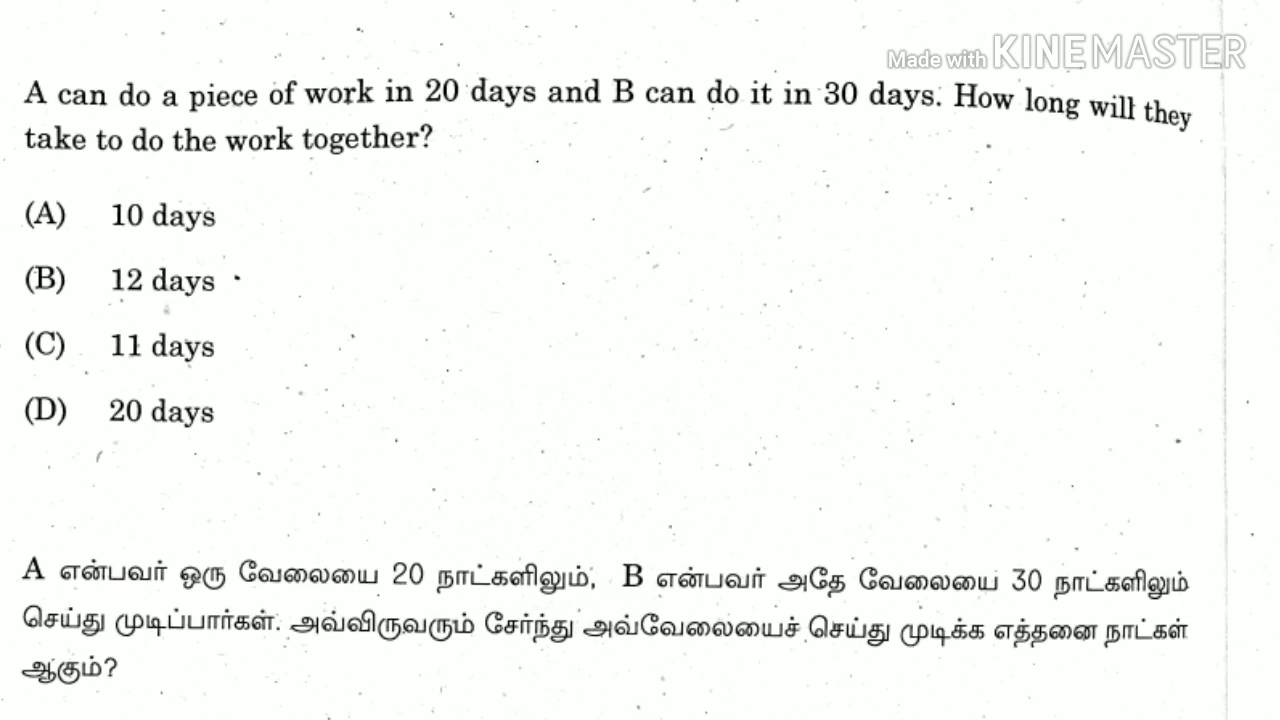 Made with KINEMASTER
A can do a piece of work in 20 days and B can do it in 30 days. How long will they
take to do the work together?
(A) 10 days
(B) 12 days
(C) 11 days
(D) 20 days
A என்பவர் ஒரு வேலையை 20 நாட்களிலும், B என்பவர் அதே வேலையை 30 நாட்களிலும்
செய்து முடிப்பார்கள். அவ்விருவரும் சேர்ந்து அவ்வேலையைச் செய்து முடிக்க எத்தனை நாட்கள்
ஆகும்?